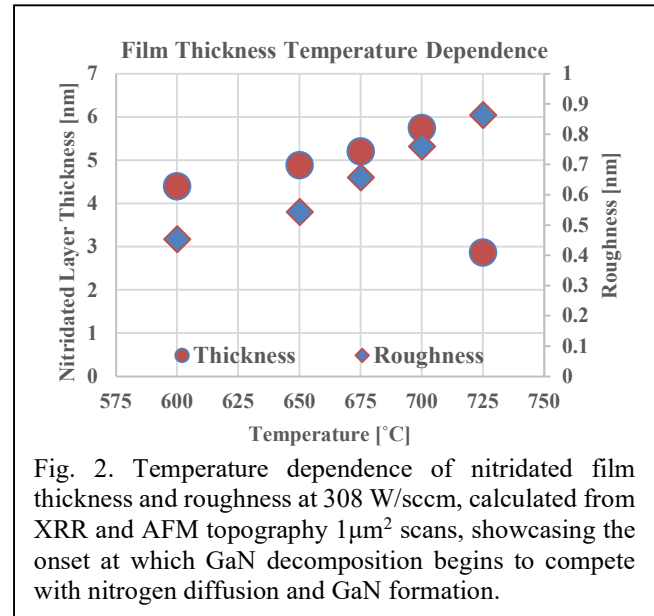 Film Thickness Temperature Dependence
Nitridated Layer Thickness [nm]
7
6
5
4
3
2
1
0
Thickness
Roughness
1
0.9
0.8
0.7
0.6
0.5
0.4
0.3
0.2
0.1
0
Roughness [nm]
575 600 625 650 675 700 725 750
Temperature [˚C]
Fig. 2. Temperature dependence of nitridated film
thickness and roughness at 308 W/sccm, calculated from
XRR and AFM topography 1µm² scans, showcasing the
onset at which GaN decomposition begins to compete
with nitrogen diffusion and GaN formation.